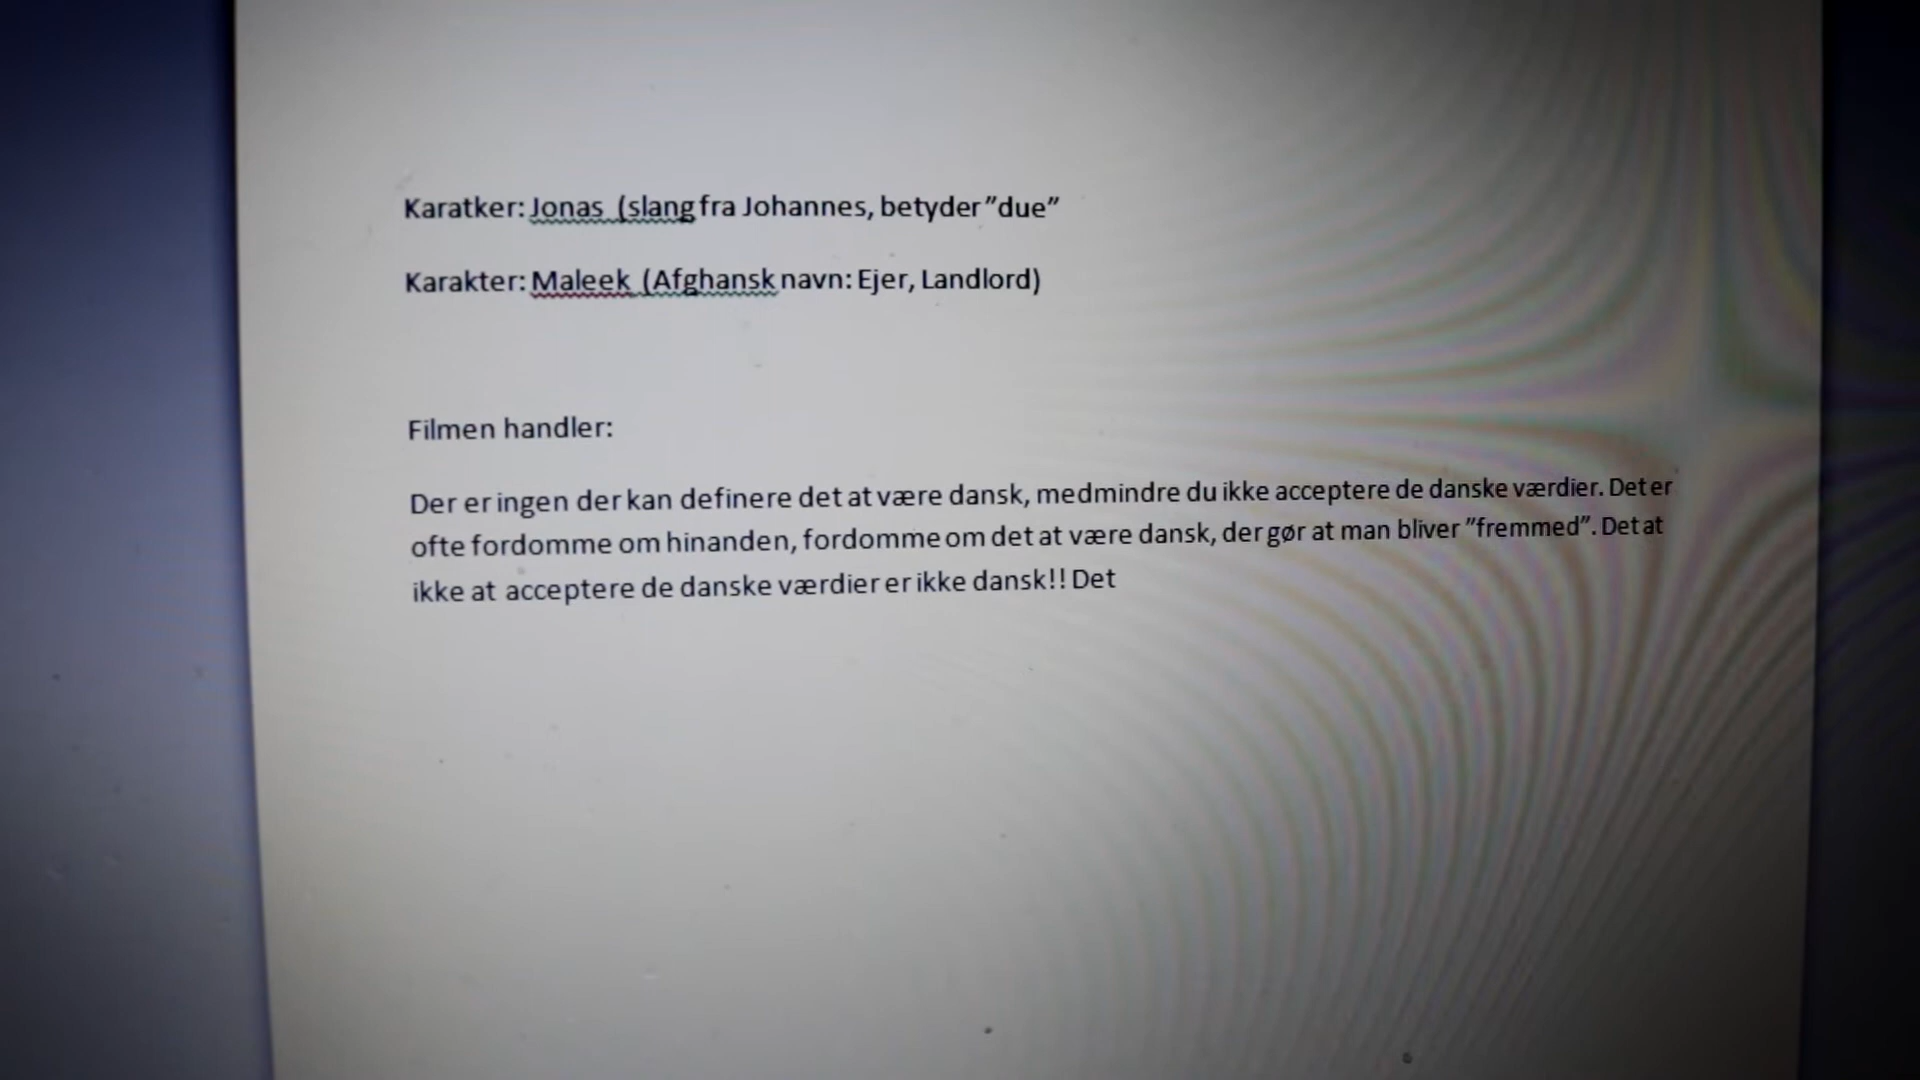 Karatker: Jonas (slang fra Johannes, betyder ”due”
Karakter: Maleek (Afghansk navn: Ejer, Landlord)
Filmen handler:
Der er ingen der kan definere det at være dansk, medmindre du ikke acceptere de danske værdier. Det er
ofte fordomme om hinanden, fordomme om det at være dansk, der gør at man bliver ”fremmed”. Det at
ikke at acceptere de danske værdier er ikke dansk!! Det